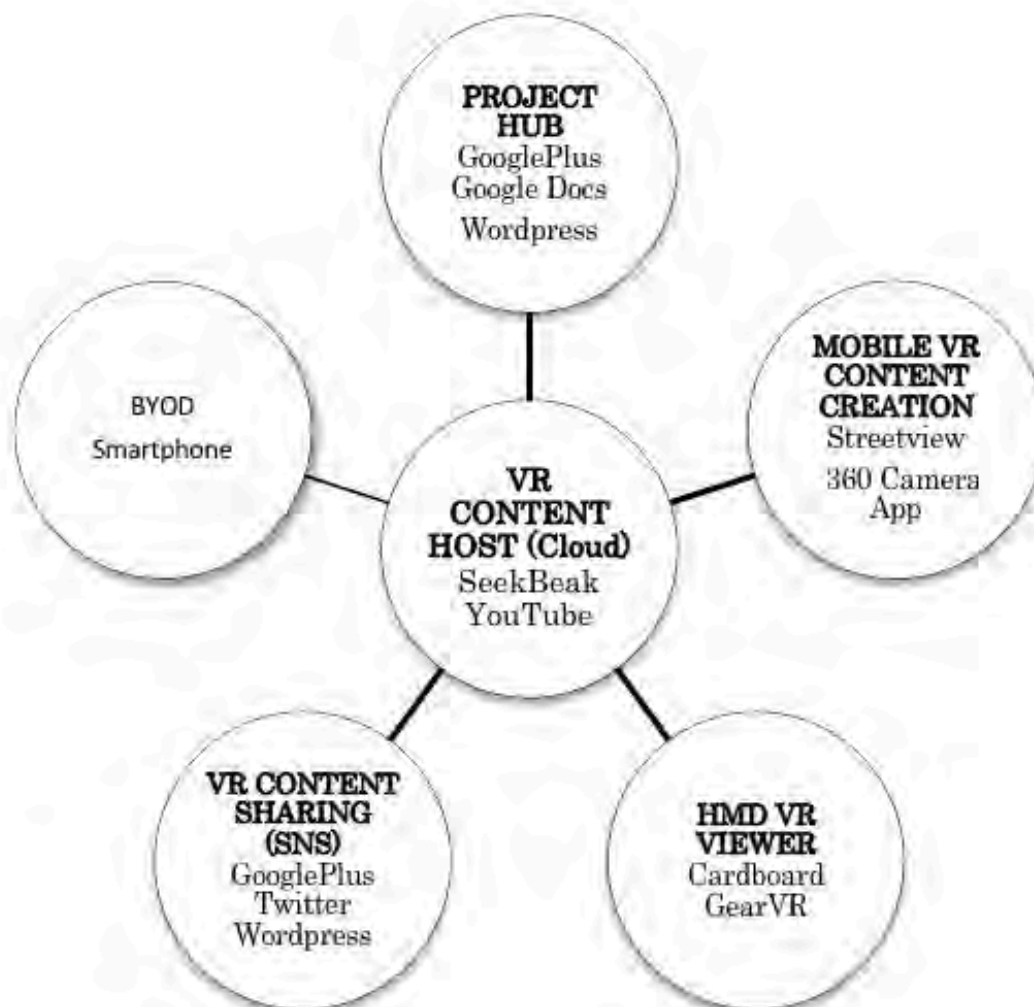 PROJECT
HUB
GooglePlus
Google Docs
Wordpress
BYOD
Smartphone
MOBILE VR
CONTENT
CREATION
Streetview
360 Camera
App
VR
CONTENT
HOST (Cloud)
SeekBeak
YouTube
VR CONTENT
SHARING
(SNS)
GooglePlus
Twitter
Wordpress
HMD VR
VIEWER
Cardboard
GearVR